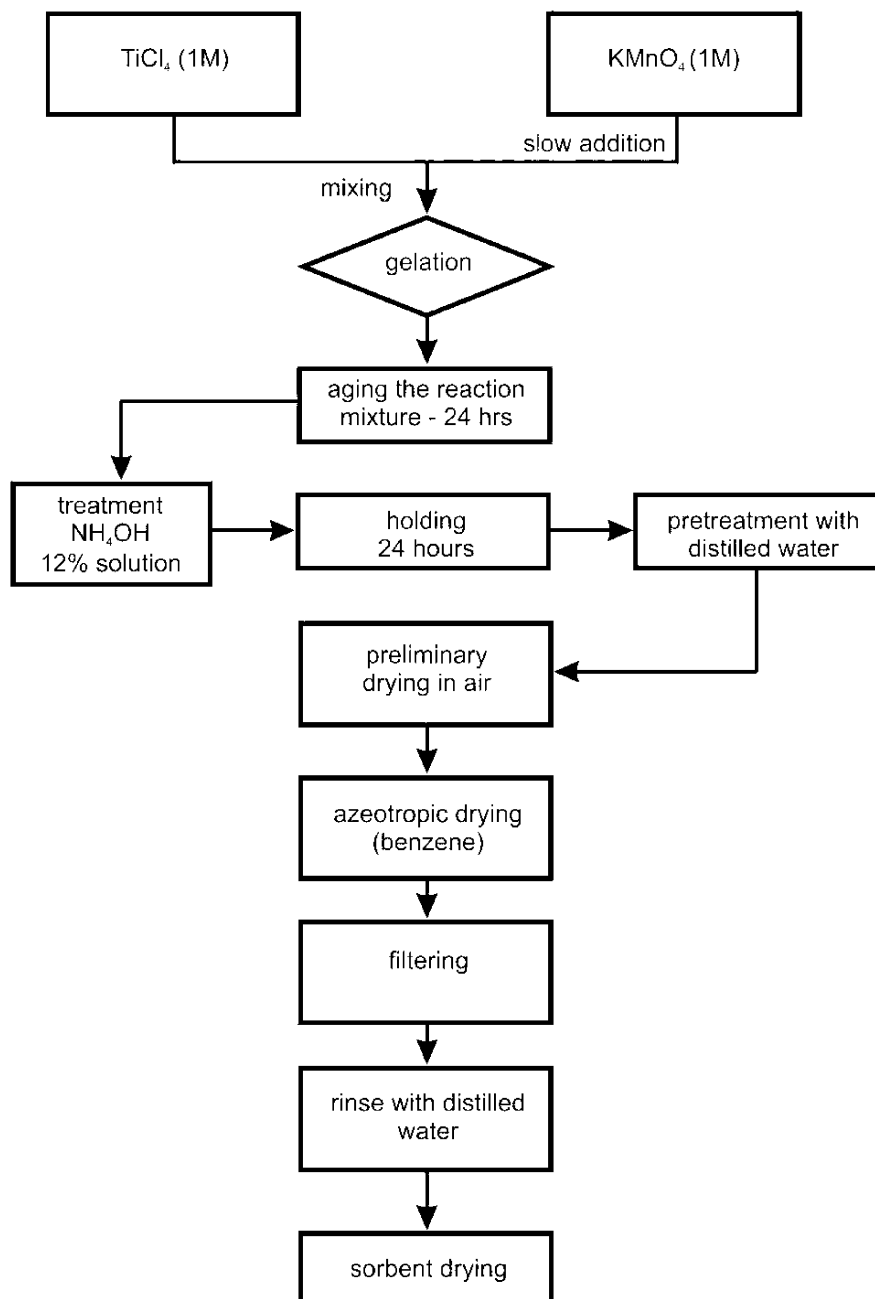 TiCl₄ (1M)
KMnO₄ (1M)
slow addition
mixing
gelation
aging the reaction
mixture - 24 hrs
treatment
NH₄OH
12% solution
holding
24 hours
pretreatment with
distilled water
preliminary
drying in air
azeotropic drying
(benzene)
filtering
rinse with distilled
water
sorbent drying